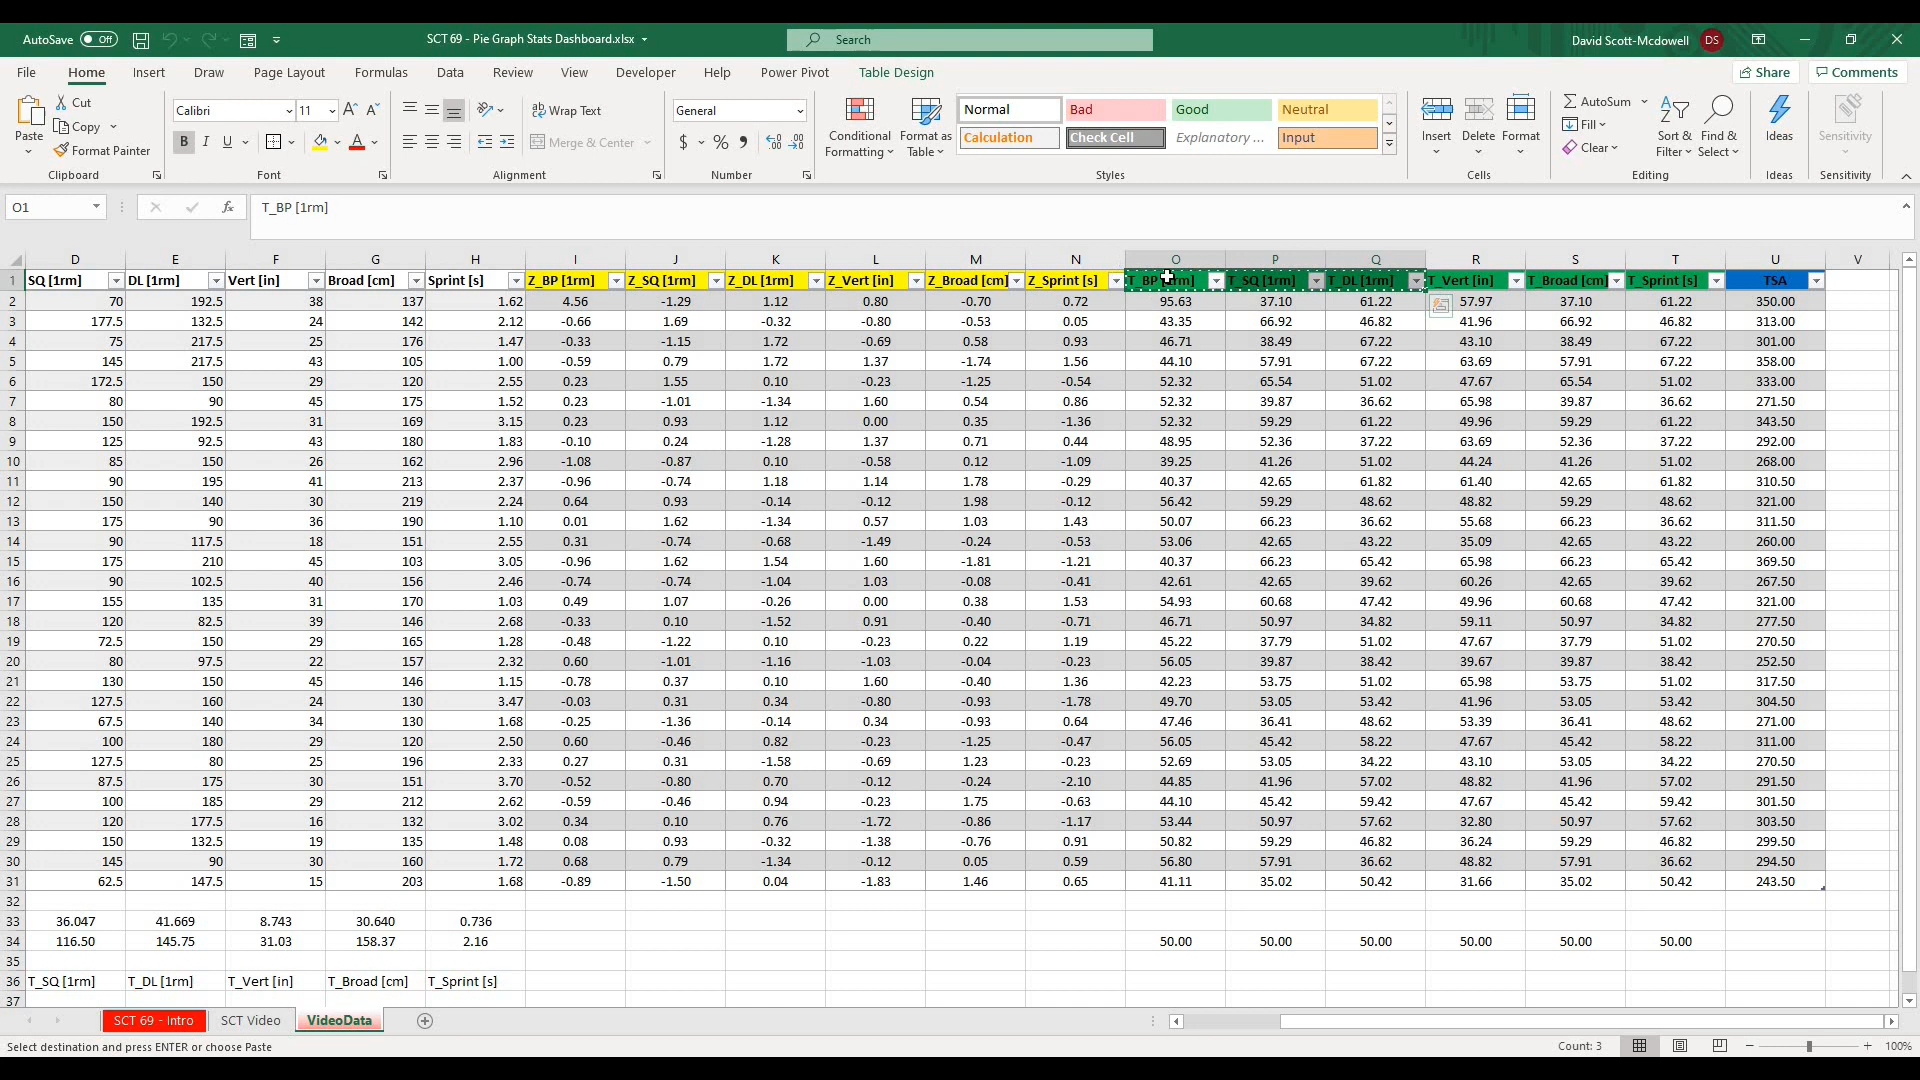 AutoSave Off
SCT 69 - Pie Graph Stats Dashboard.xlsx
Search
David Scott-Mcdowell DS
File Home Insert Draw Page Layout Formulas Data Review View Developer Help Power Pivot Table Design Share Comments
Paste Cut Copy Format Painter
Clipboard
Calibri 11
B I U A
Font
Wrap Text
Merge & Center
Alignment
General
$ % ,
Number
Conditional Formatting Format as Table
Normal Bad Good Neutral
Calculation Check Cell Explanatory ... Input
Styles
Insert Delete Format
Cells
AutoSum Fill Clear Sort & Filter Find & Select
Editing
Ideas
Ideas
Sensitivity
Sensitivity
O1 fx T_BP [1rm]
D E F G H I J K L M N O P Q R S T U V
1 SQ [1rm] DL [1rm] Vert [in] Broad [cm] Sprint [s] Z_BP [1rm] Z_SQ [1rm] Z_DL [1rm] Z_Vert [in] Z_Broad [cm] Z_Sprint [s] T_BP [1rm] T_SQ [1rm] T_DL [1rm] T_Vert [in] T_Broad [cm] T_Sprint [s] TSA
2 70 192.5 38 137 1.62 4.56 -1.29 1.12 0.80 -0.70 0.72 95.63 37.10 61.22 57.97 37.10 61.22 350.00
3 177.5 132.5 24 142 2.12 -0.66 1.69 -0.32 -0.80 -0.53 0.05 43.35 66.92 46.82 41.96 66.92 46.82 313.00
4 75 217.5 25 176 1.47 -0.33 -1.15 1.72 -0.69 0.58 0.93 46.71 38.49 67.22 43.10 38.49 67.22 301.00
5 145 217.5 43 105 1.00 -0.59 0.79 1.72 1.37 -1.74 1.56 44.10 57.91 67.22 63.69 57.91 67.22 358.00
6 172.5 150 29 120 2.55 0.23 1.55 0.10 -0.23 -1.25 -0.54 52.32 65.54 51.02 47.67 65.54 51.02 333.00
7 80 90 45 175 1.52 0.23 -1.01 -1.34 1.60 0.54 0.86 52.32 39.87 36.62 65.98 39.87 36.62 271.50
8 150 192.5 31 169 3.15 0.23 0.93 1.12 0.00 0.35 -1.36 52.32 59.29 61.22 49.96 59.29 61.22 343.50
9 125 92.5 43 180 1.83 -0.10 0.24 -1.28 1.37 0.71 0.44 48.95 52.36 37.22 63.69 52.36 37.22 292.00
10 85 150 26 162 2.96 -1.08 -0.87 0.10 -0.58 0.12 -1.09 39.25 41.26 51.02 44.24 41.26 51.02 268.00
11 90 195 41 213 2.37 -0.96 -0.74 1.18 1.14 1.78 -0.29 40.37 42.65 61.82 61.40 42.65 61.82 310.50
12 150 140 30 219 2.24 0.64 0.93 -0.14 -0.12 1.98 -0.12 56.42 59.29 48.62 48.82 59.29 48.62 321.00
13 175 90 36 190 1.10 0.01 1.62 -1.34 0.57 1.03 1.43 50.07 66.23 36.62 55.68 66.23 36.62 311.50
14 90 117.5 18 151 2.55 0.31 -0.74 -0.68 -1.49 -0.24 -0.53 53.06 42.65 43.22 35.09 42.65 43.22 260.00
15 175 210 45 103 3.05 -0.96 1.62 1.54 1.60 -1.81 -1.21 40.37 66.23 65.42 65.98 66.23 65.42 369.50
16 90 102.5 40 156 2.46 -0.74 -0.74 -1.04 1.03 -0.08 -0.41 42.61 42.65 39.62 60.26 42.65 39.62 267.50
17 155 135 31 170 1.03 0.49 1.07 -0.26 0.00 0.38 1.53 54.93 60.68 47.42 49.96 60.68 47.42 321.00
18 120 82.5 39 146 2.68 -0.33 0.10 -1.52 0.91 -0.40 -0.71 46.71 50.97 34.82 59.11 50.97 34.82 277.50
19 72.5 150 29 165 1.28 -0.48 -1.22 0.10 -0.23 0.22 1.19 45.22 37.79 51.02 47.67 37.79 51.02 270.50
20 80 97.5 22 157 2.32 0.60 -1.01 -1.16 -1.03 -0.04 -0.23 56.05 39.87 38.42 39.67 39.87 38.42 252.50
21 130 150 45 146 1.15 -0.78 0.37 0.10 1.60 -0.40 1.36 42.23 53.75 51.02 65.98 53.75 51.02 317.50
22 127.5 160 24 130 3.47 -0.03 0.31 0.34 -0.80 -0.93 -1.78 49.70 53.05 53.42 41.96 53.05 53.42 304.50
23 67.5 140 34 130 1.68 -0.25 -1.36 -0.14 0.34 -0.93 0.64 47.46 36.41 48.62 53.39 36.41 48.62 271.00
24 100 180 29 120 2.50 0.60 -0.46 0.82 -0.23 -1.25 -0.47 56.05 45.42 58.22 47.67 45.42 58.22 311.00
25 127.5 80 25 196 2.33 0.27 0.31 -1.58 -0.69 1.23 -0.23 52.69 53.05 34.22 43.10 53.05 34.22 270.50
26 87.5 175 30 151 3.70 -0.52 -0.80 0.70 -0.12 -0.24 -2.10 44.85 41.96 57.02 48.82 41.96 57.02 291.50
27 100 185 29 212 2.62 -0.59 -0.46 0.94 -0.23 1.75 -0.63 44.10 45.42 59.42 47.67 45.42 59.42 301.50
28 120 177.5 16 132 3.02 0.34 0.10 0.76 -1.72 -0.86 -1.17 53.44 50.97 57.62 32.80 50.97 57.62 303.50
29 150 132.5 19 135 1.48 0.08 0.93 -0.32 -1.38 -0.76 0.91 50.82 59.29 46.82 36.24 59.29 46.82 299.50
30 145 90 30 160 1.72 0.68 0.79 -1.34 -0.12 0.05 0.59 56.80 57.91 36.62 48.82 57.91 36.62 294.50
31 62.5 147.5 15 203 1.68 -0.89 -1.50 0.04 -1.83 1.46 0.65 41.11 35.02 50.42 31.66 35.02 50.42 243.50
32
33 36.047 41.669 8.743 30.640 0.736
34 116.50 145.75 31.03 158.37 2.16 50.00 50.00 50.00 50.00 50.00 50.00
35
36 T_SQ [1rm] T_DL [1rm] T_Vert [in] T_Broad [cm] T_Sprint [s]
37
SCT 69 - Intro SCT Video VideoData
Select destination and press ENTER or choose Paste
Count: 3
100%